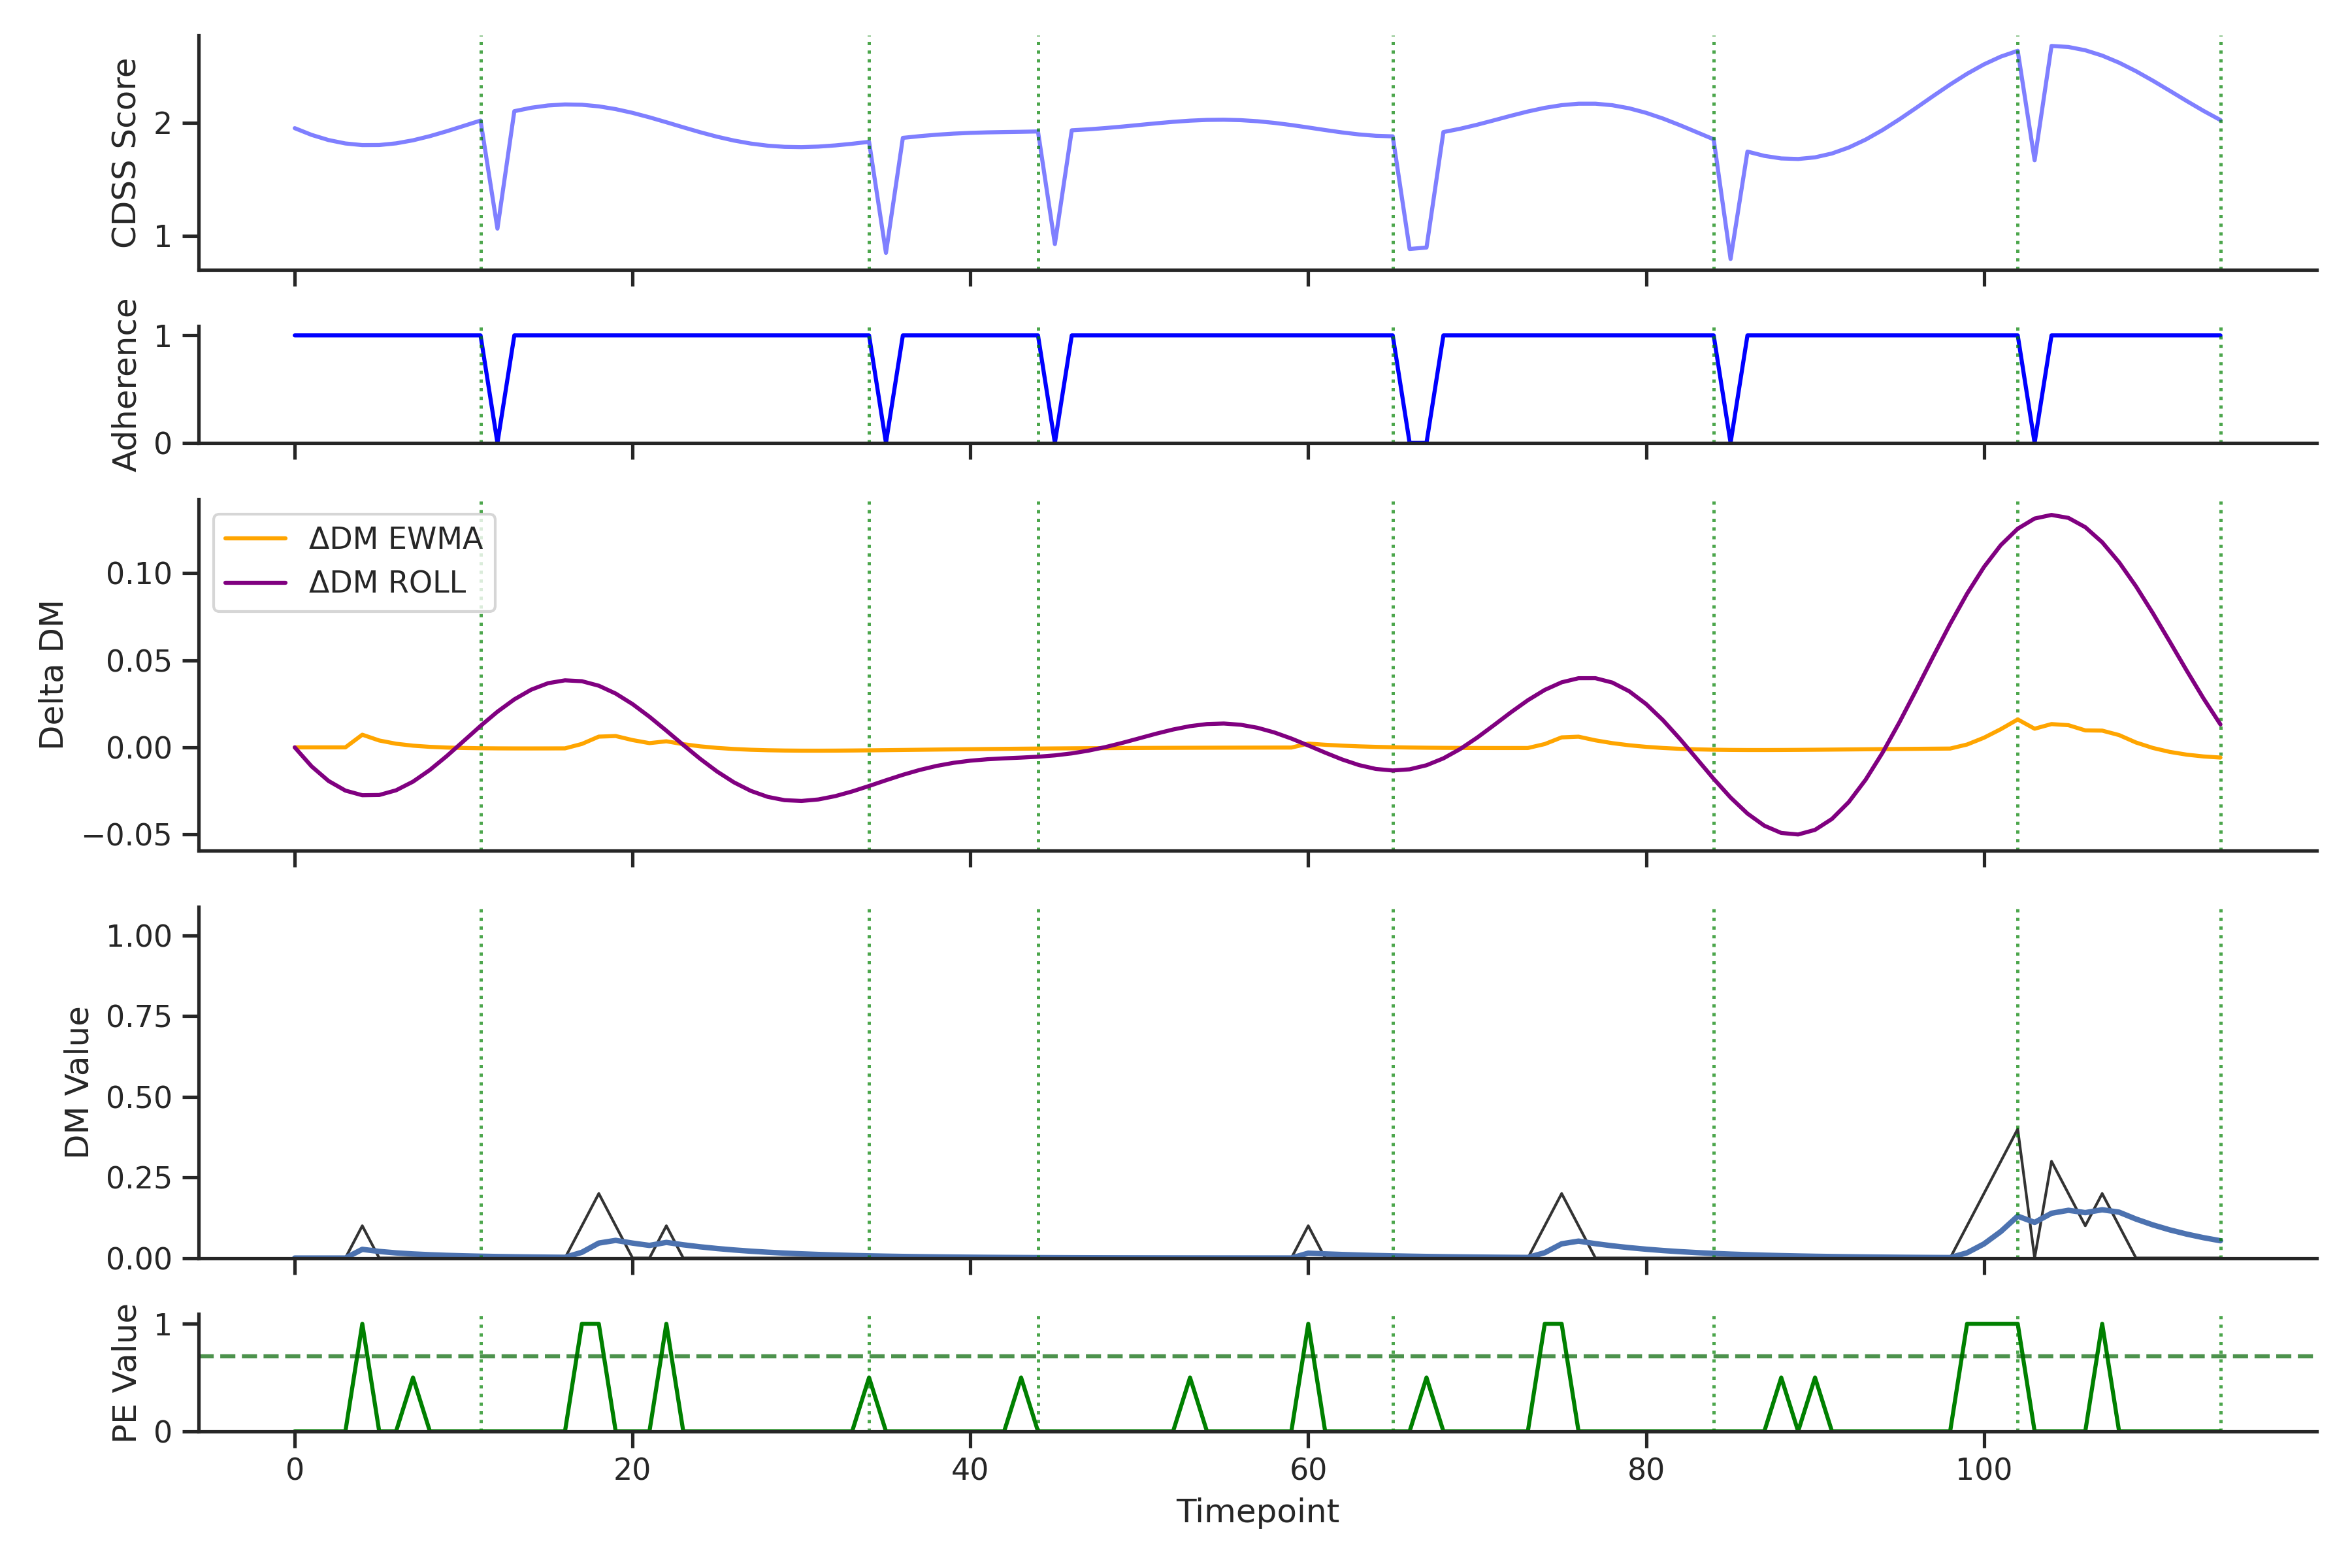 CDSS Score
2
1
Adherence
1
0
Delta DM
ΔDM EWMA
ΔDM ROLL
0.10
0.05
0.00
−0.05
DM Value
1.00
0.75
0.50
0.25
0.00
PE Value
1
0
0 20 40 60 80 100
Timepoint